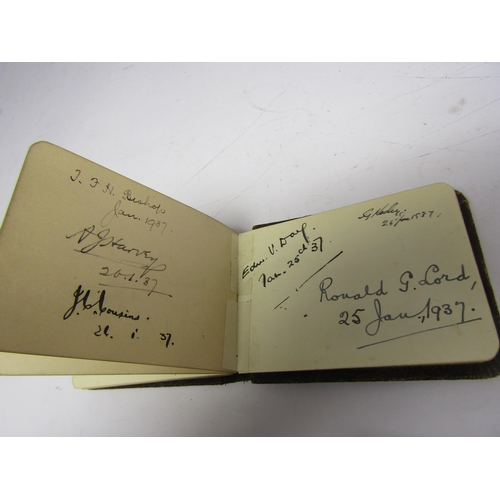 T. F. H. Bishop
Jan. 1937.
A J Harvey
26.1.37
J. C. Cousins.
26. 1. 37.
Edw. V. Day.
Jan. 25th 37.
25 Jan 1937.
Ronald G. Lord,
25 Jan., 1937.